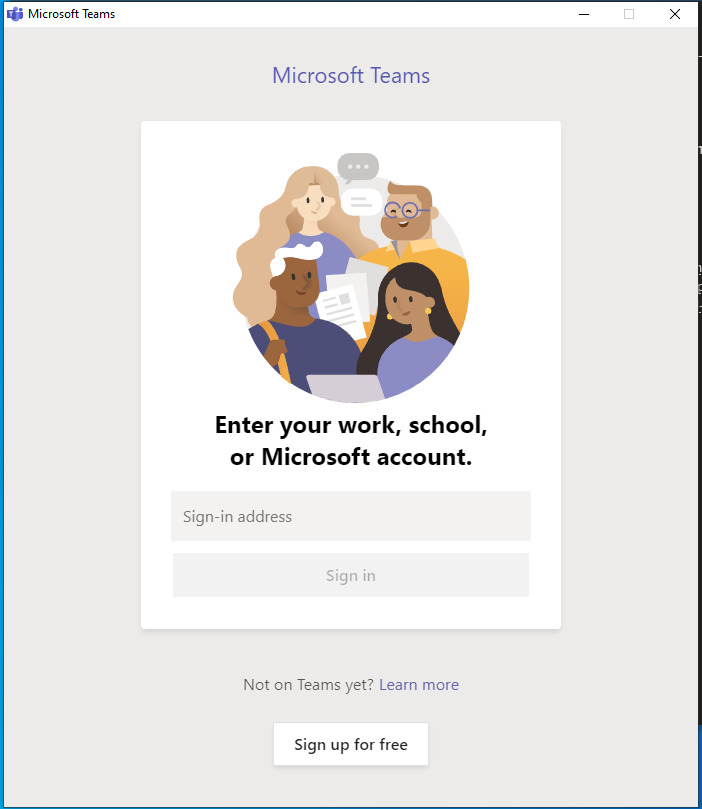 Microsoft Teams
Microsoft Teams
Enter your work, school,
or Microsoft account.
Sign-in address
Sign in
Not on Teams yet? Learn more
Sign up for free